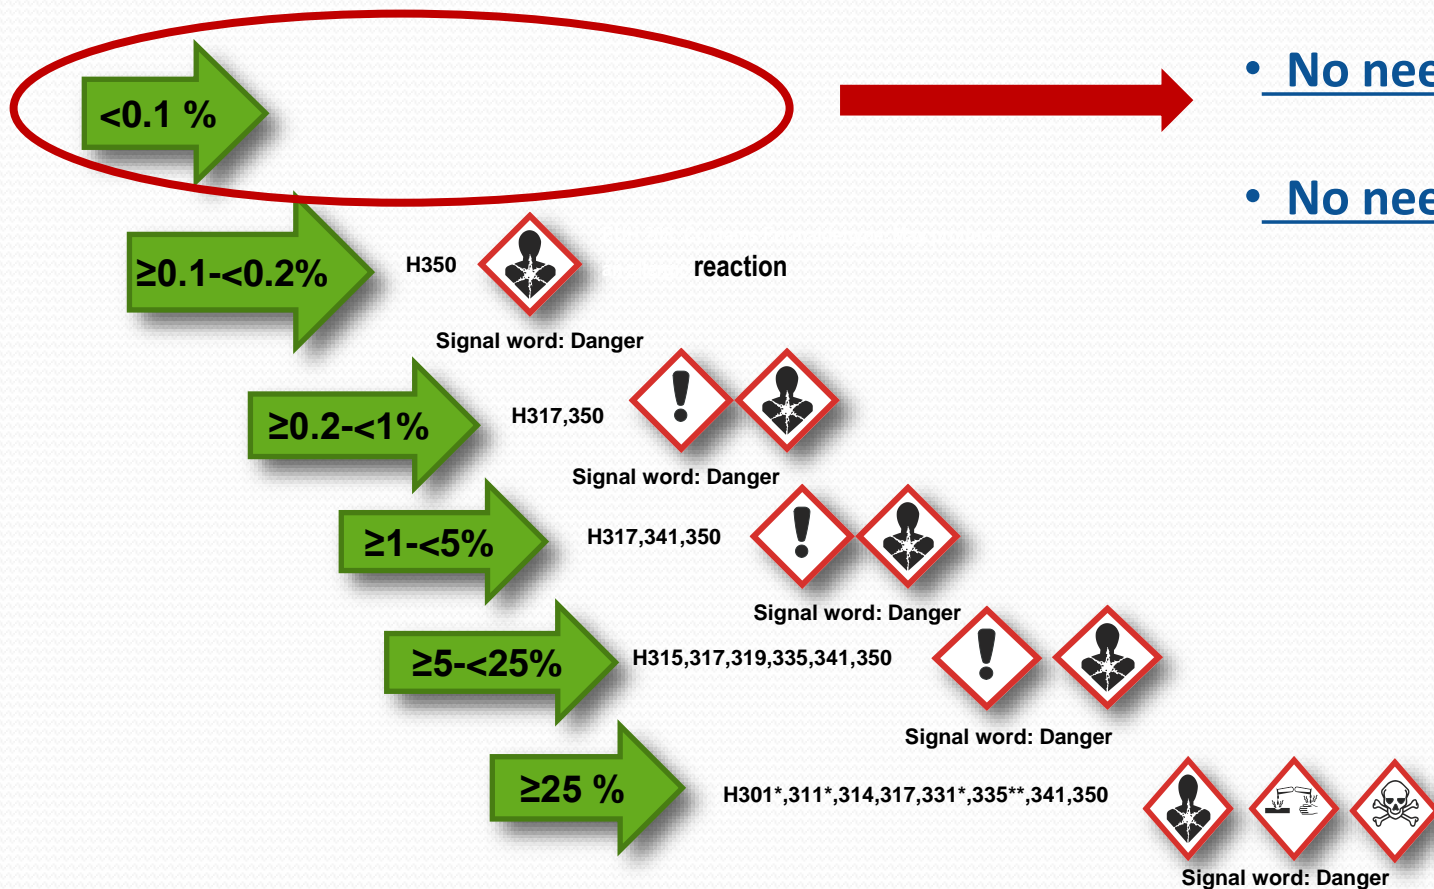 <0.1 %
• No nee
• No nee
≥0.1-<0.2%
H350
reaction
Signal word: Danger
≥0.2-<1%
H317,350
Signal word: Danger
≥1-<5%
H317,341,350
Signal word: Danger
≥5-<25%
H315,317,319,335,341,350
Signal word: Danger
≥25 %
H301*,311*,314,317,331*,335**,341,350
Signal word: Danger